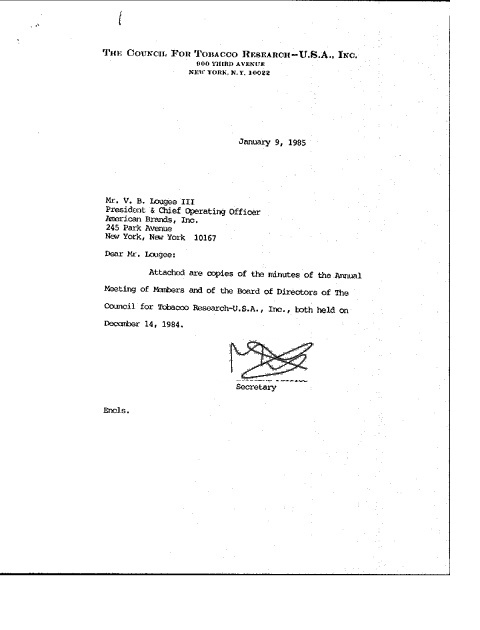 THE COUNCIL FOR TOBACCO RESEARCH–U.S.A., INC.
900 THIRD AVENUE
NEW YORK, N.Y. 10022
January 9, 1985
Mr. V. B. Lougee III
President & Chief Operating Officer
American Brands, Inc.
245 Park Avenue
New York, New York 10167
Dear Mr. Lougee:
Attached are copies of the minutes of the Annual
Meeting of Members and of the Board of Directors of The
Council for Tobacco Research-U.S.A., Inc., both held on
December 14, 1984.
Secretary
Encls.